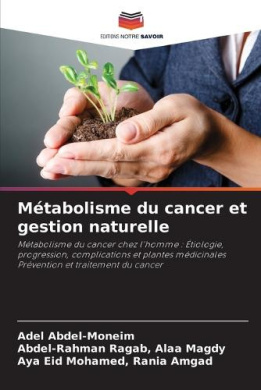 EDITIONS NOTRE SAVOIR
Métabolisme du cancer et
gestion naturelle
Métabolisme du cancer chez l'homme : Étiologie,
progression, complications et plantes médicinales
Prévention et traitement du cancer
Adel Abdel-Moneim
Abdel-Rahman Ragab, Alaa Magdy
Aya Eid Mohamed, Rania Amgad